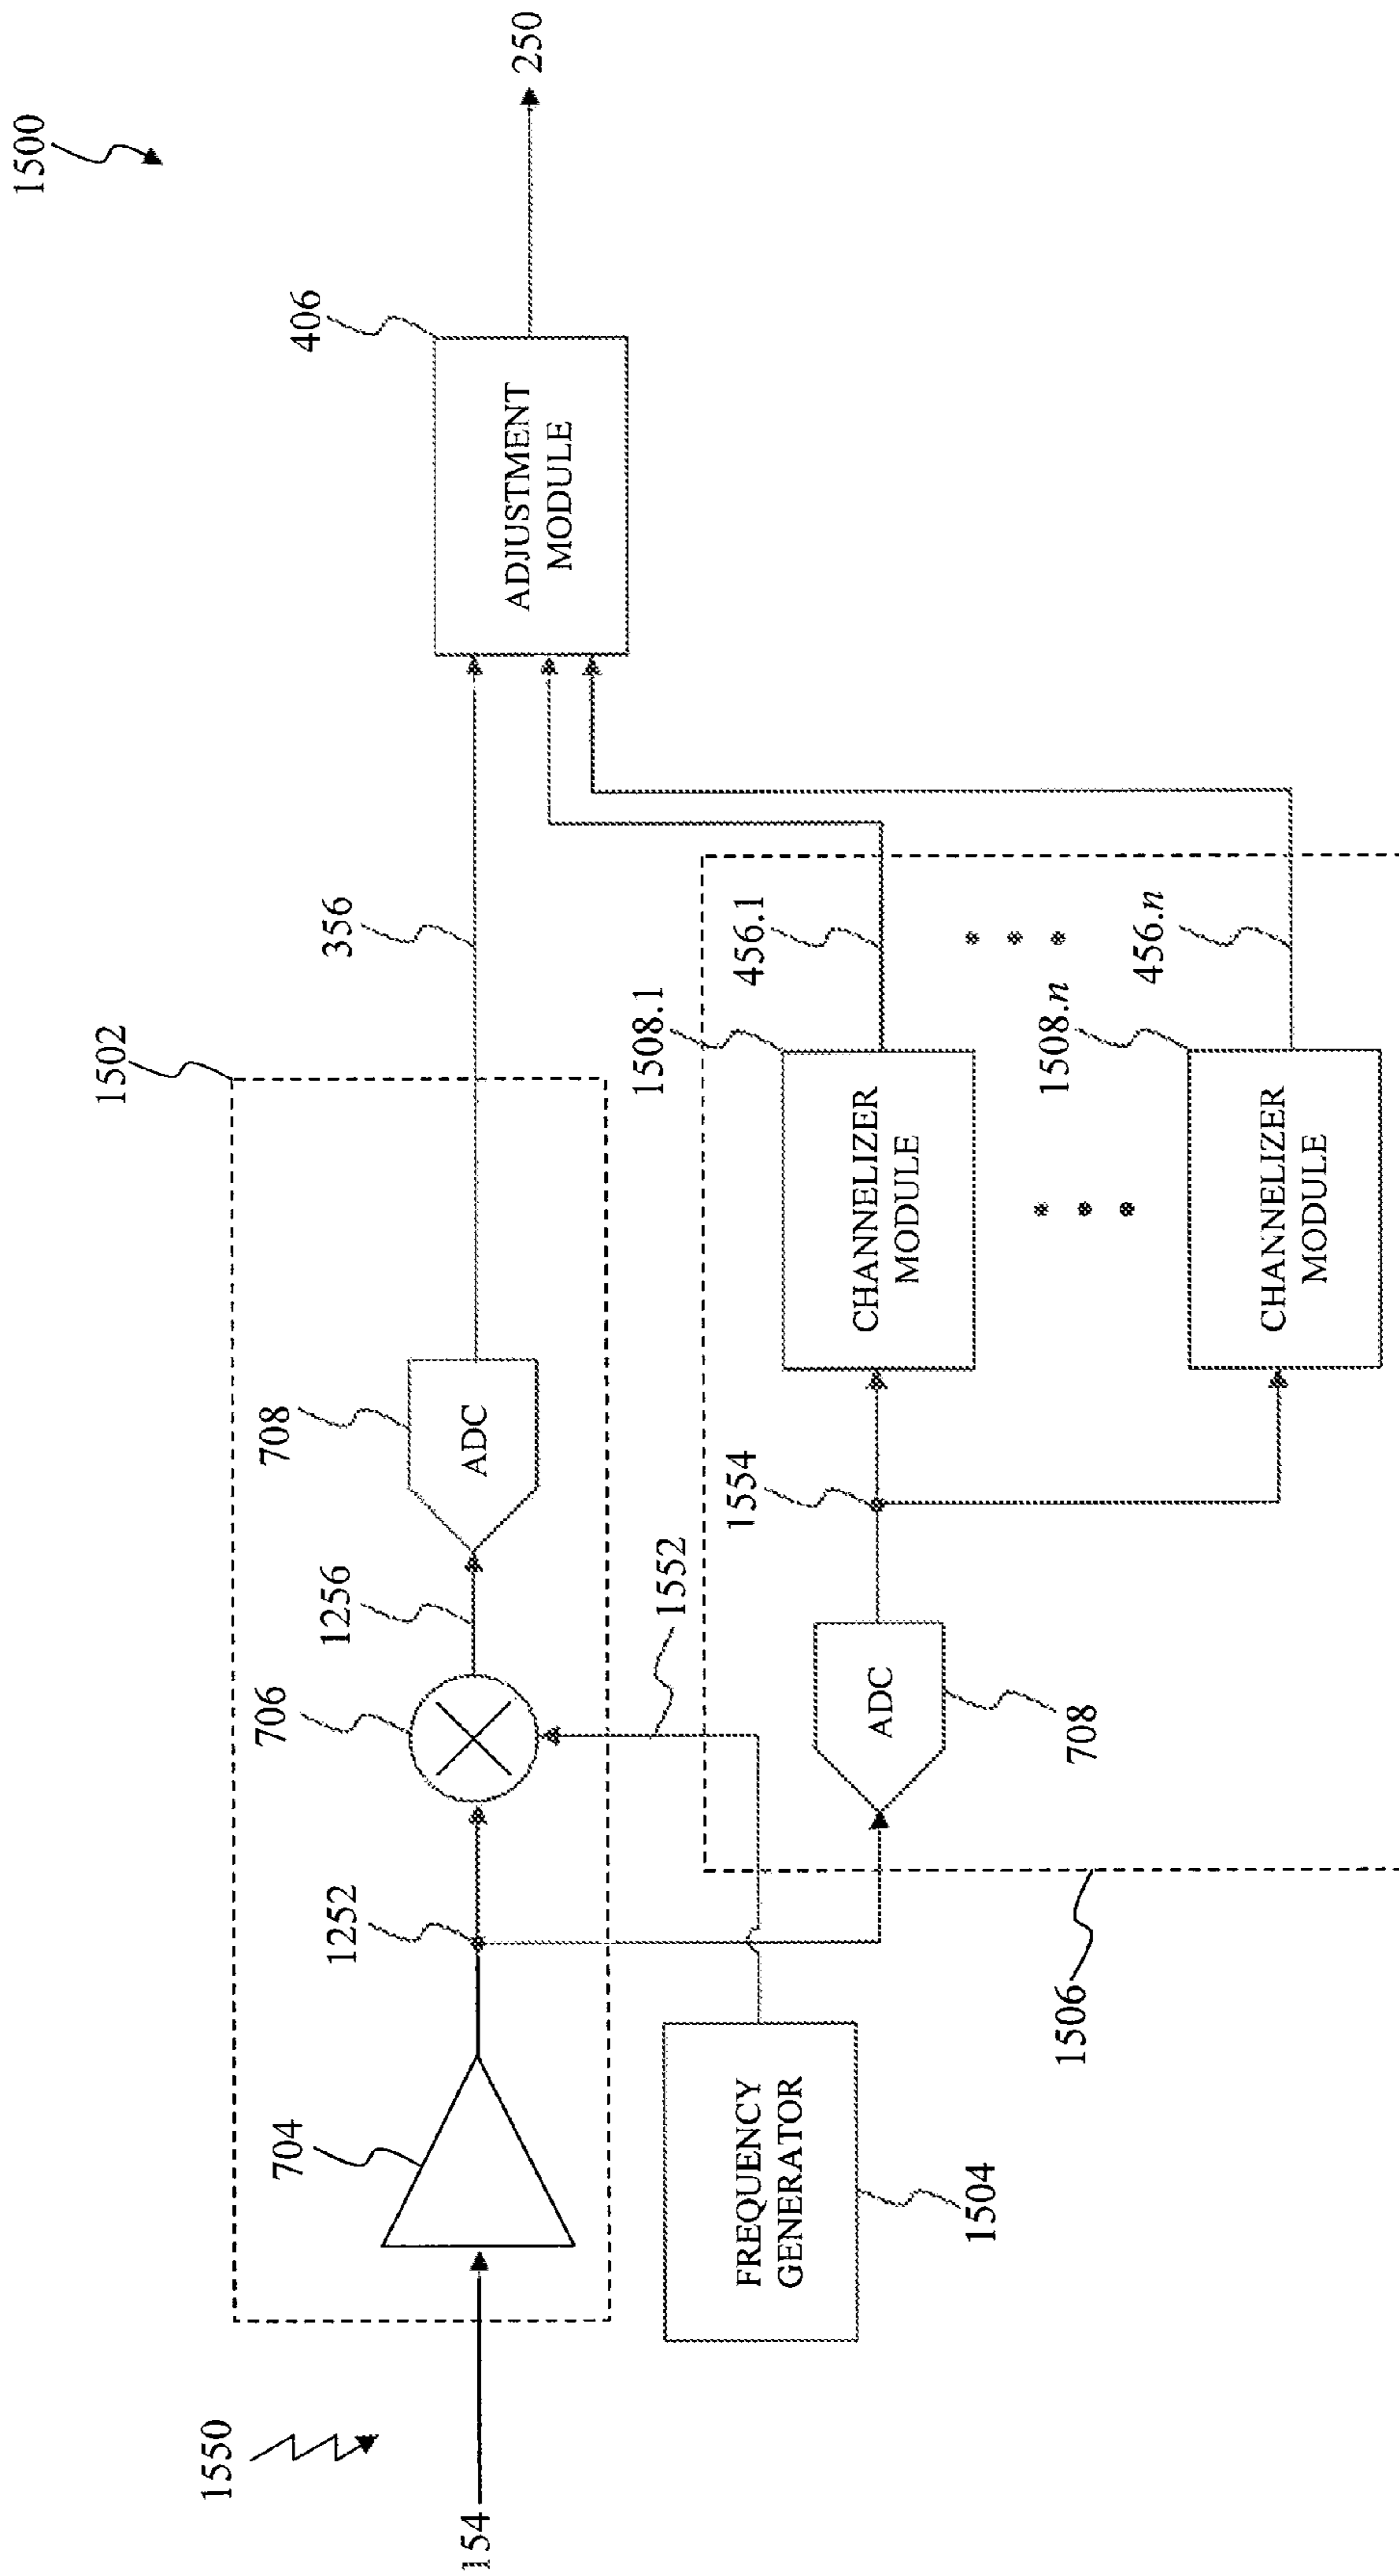 1500
1550
154
704
1252
706
1256
708
ADC
1502
356
406
ADJUSTMENT
MODULE
250
FREQUENCY
GENERATOR
1504
1552
1506
ADC
708
1554
1508.1
CHANNELIZER
MODULE
456.1
1508.n
CHANNELIZER
MODULE
456.n